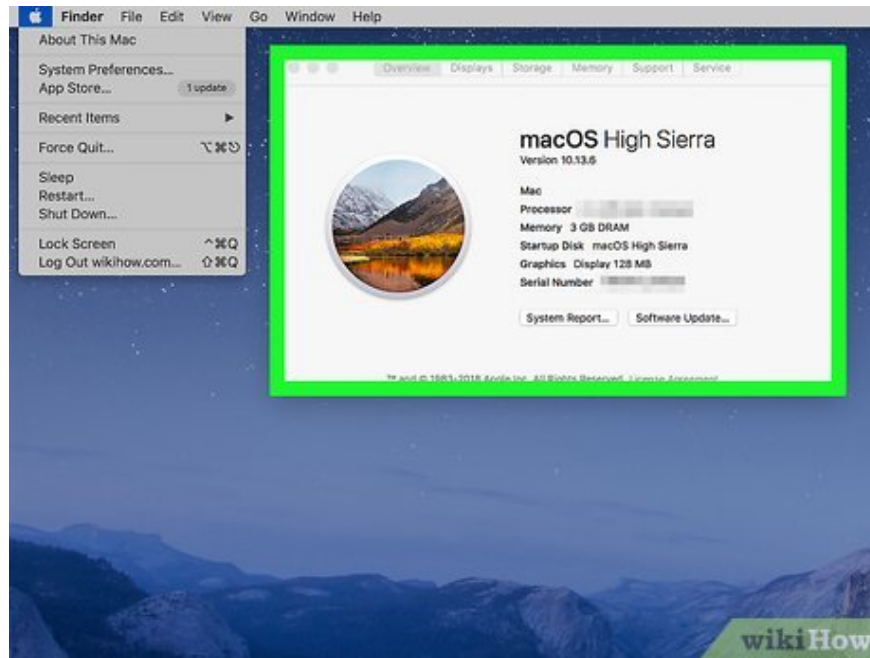 Finder File Edit View Go Window Help
About This Mac
System Preferences...
App Store... 1 update
Recent Items
Force Quit... ⌥⌘⎋
Sleep
Restart...
Shut Down...
Lock Screen ^⌘Q
Log Out wikihow.com... ⇧⌘Q
Overview Displays Storage Memory Support Service
macOS High Sierra
Version 10.13.6
Mac
Processor
Memory 3 GB DRAM
Startup Disk macOS High Sierra
Graphics Display 128 MB
Serial Number
System Report... Software Update...
™ and © 1983-2018 Apple Inc. All Rights Reserved. License Agreement
wikiHow